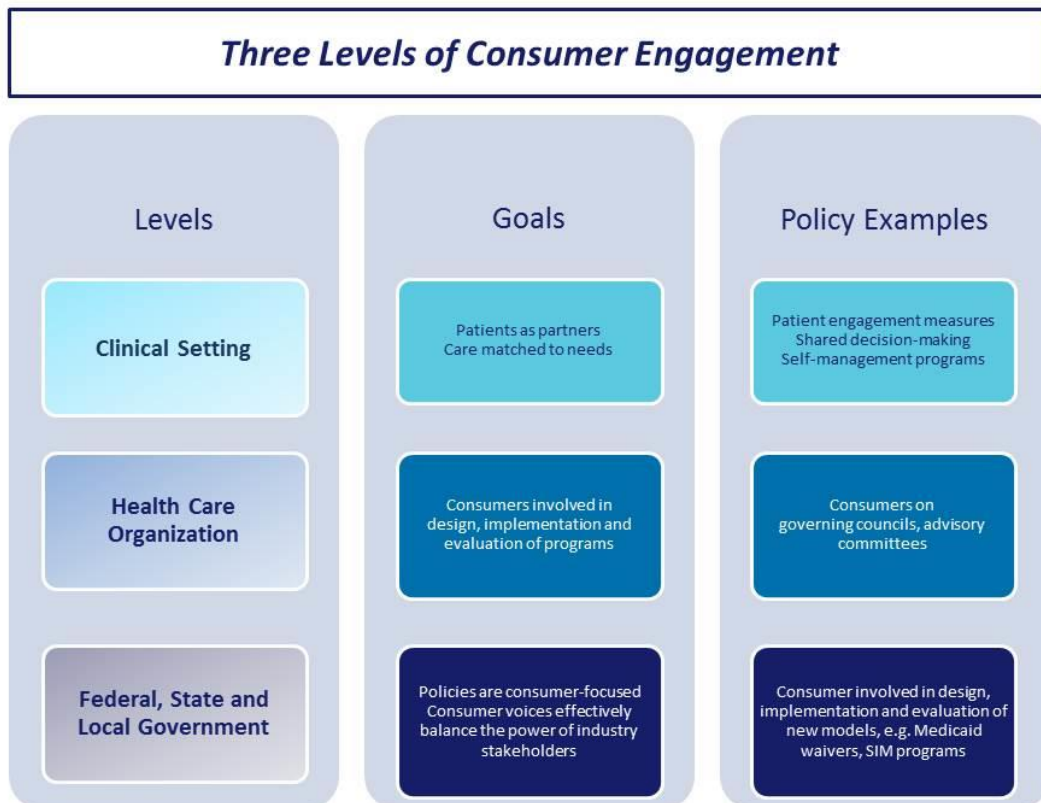 Three Levels of Consumer Engagement
Levels
Goals
Policy Examples
Clinical Setting
Patients as partners
Care matched to needs
Patient engagement measures
Shared decision-making
Self-management programs
Health Care
Organization
Consumers involved in
design, implementation and
evaluation of programs
Consumers on
governing councils, advisory
committees
Federal, State and
Local Government
Policies are consumer-focused
Consumer voices effectively
balance the power of industry
stakeholders
Consumer involved in design,
implementation and evaluation of
new models, e.g. Medicaid
waivers, SIM programs